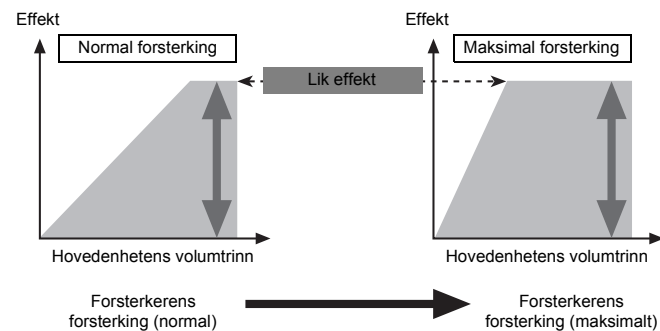 Effekt
Normal forsterking
Lik effekt
Hovedenhetens volumtrinn
Effekt
Maksimal forsterking
Hovedenhetens volumtrinn
Forsterkerens
forsterking (normal)
Forsterkerens
forsterking (maksimalt)